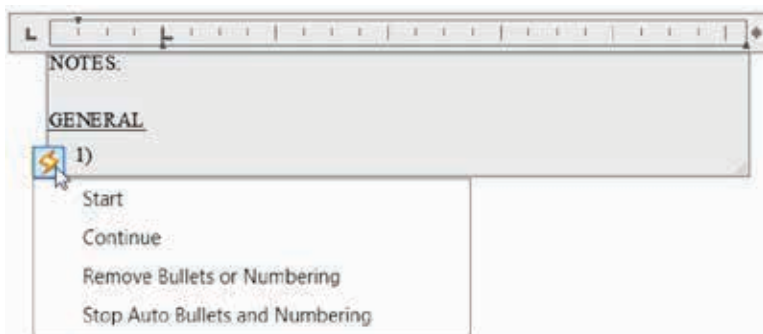 NOTES:
GENERAL
1)
Start
Continue
Remove Bullets or Numbering
Stop Auto Bullets and Numbering